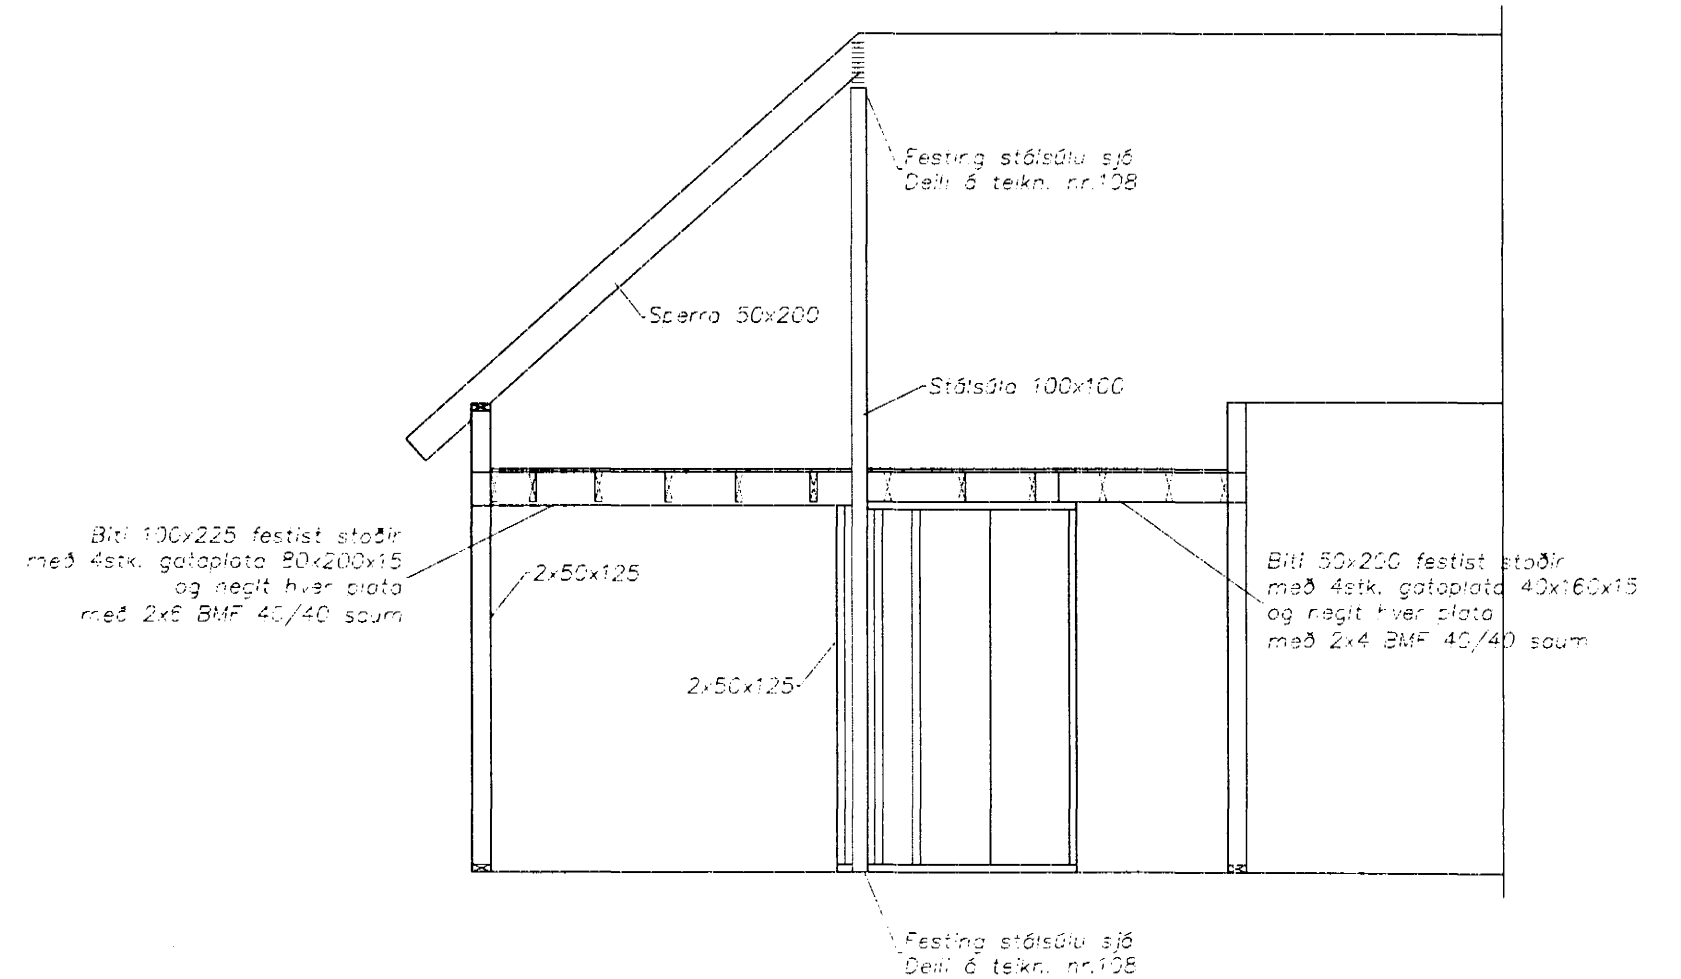 Festing stálsúlu sjá
Deili á teikn. nr.108
Sperra 50x200
Stálsúla 100x100
Biti 100x225 festist stoðir
með 4stk. gataplata 80x200x15
og neglt hver plata
með 2x6 BMF 40/40 saum
2x50x125
2x50x125
Biti 50x200 festist stoðir
með 4stk. gataplata 40x160x15
og neglt hver plata
með 2x4 BMF 40/40 saum
Festing stálsúlu sjá
Deili á teikn. nr.108